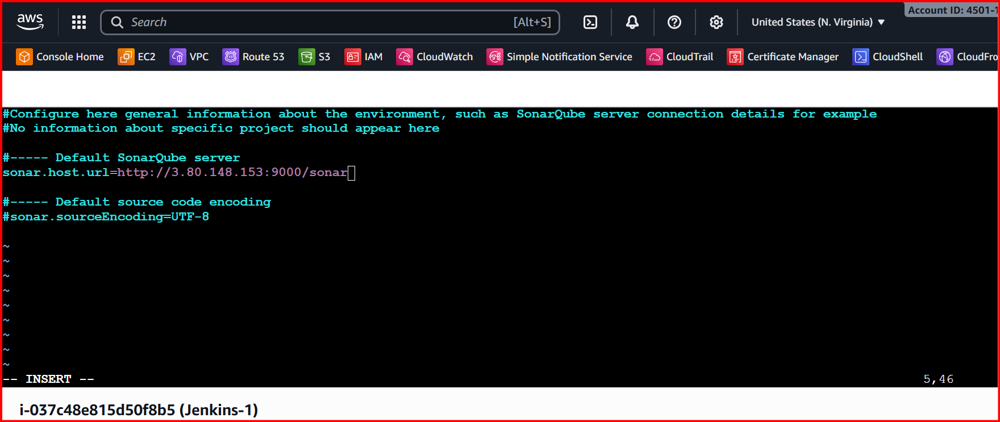 aws
Search [Alt+S]
United States (N. Virginia)
Account ID: 4501-1
Console Home EC2 VPC Route 53 S3 IAM CloudWatch Simple Notification Service CloudTrail Certificate Manager CloudShell CloudFro
#Configure here general information about the environment, such as SonarQube server connection details for example
#No information about specific project should appear here
#----- Default SonarQube server
sonar.host.url=http://3.80.148.153:9000/sonar
#----- Default source code encoding
#sonar.sourceEncoding=UTF-8
~
~
~
~
~
~
~
~
~
-- INSERT -- 5,46
i-037c48e815d50f8b5 (Jenkins-1)